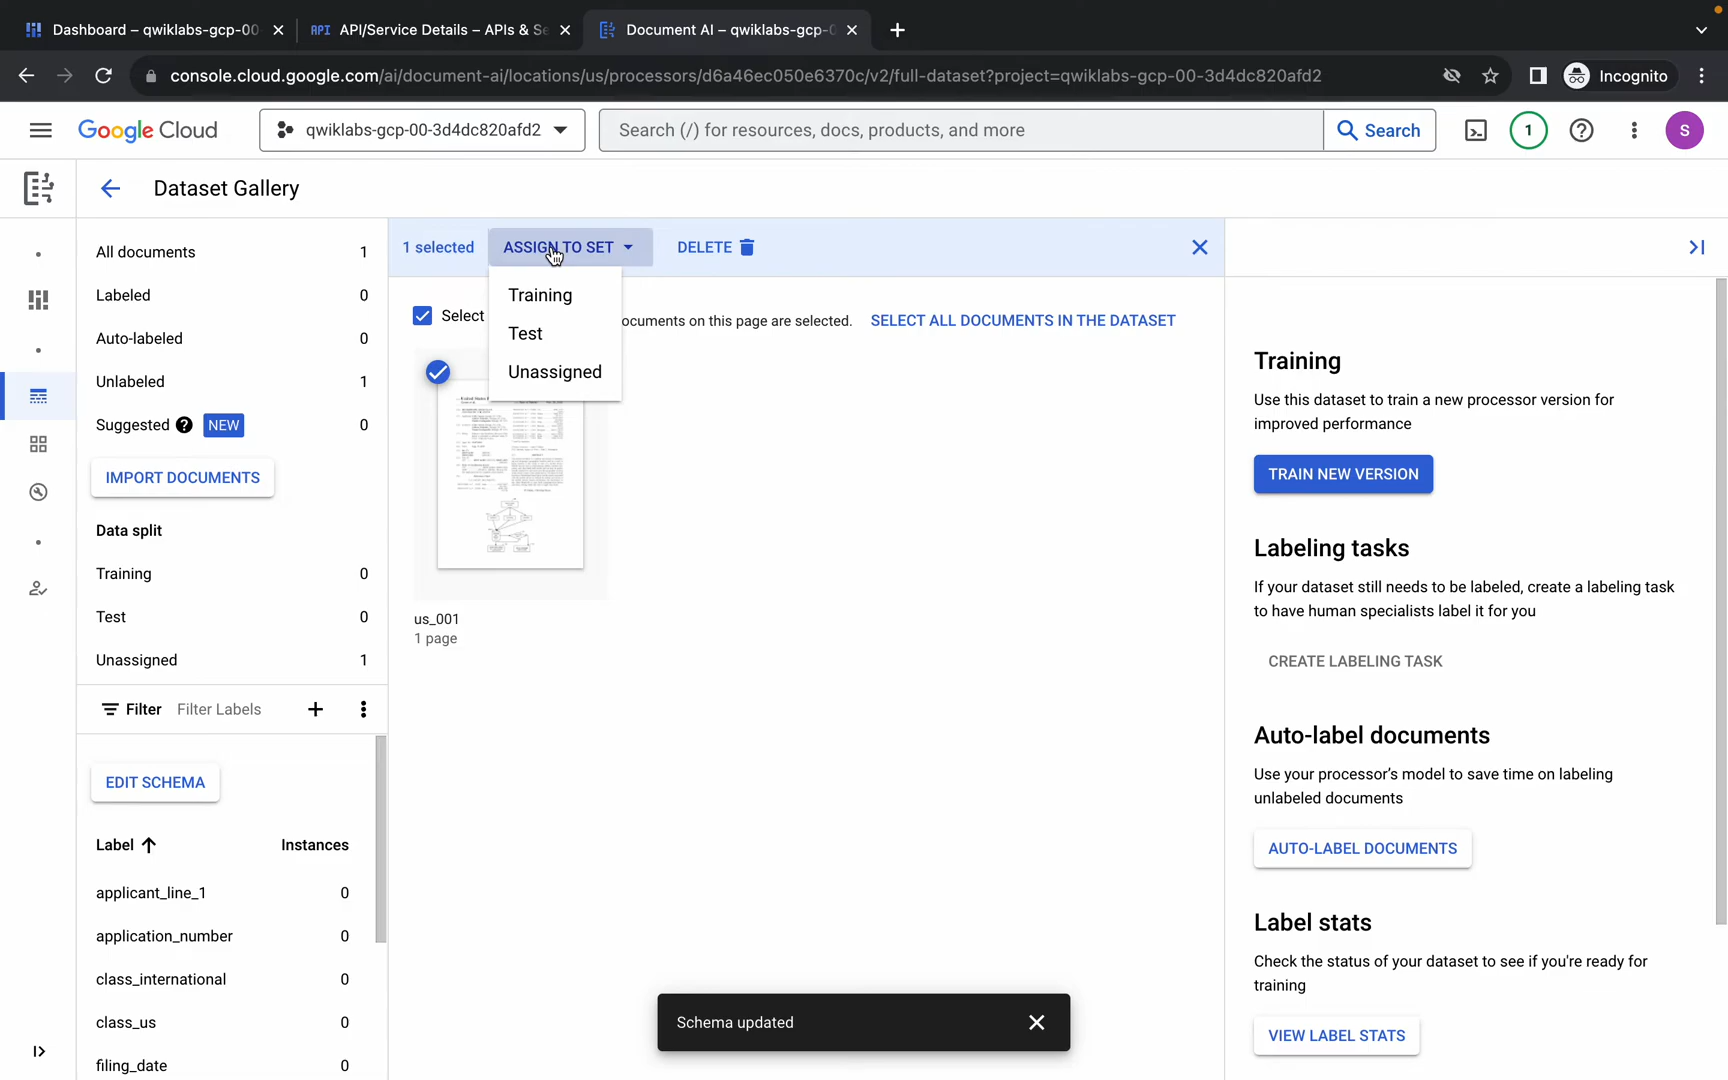 Dashboard – qwiklabs-gcp-00
API API/Service Details – APIs & Se
Document AI – qwiklabs-gcp-0
console.cloud.google.com/ai/document-ai/locations/us/processors/d6a46ec050e6370c/v2/full-dataset?project=qwiklabs-gcp-00-3d4dc820afd2
Incognito
Google Cloud
qwiklabs-gcp-00-3d4dc820afd2
Search (/) for resources, docs, products, and more
Search
1
S
Dataset Gallery
All documents 1
Labeled 0
Auto-labeled 0
Unlabeled 1
Suggested NEW 0
IMPORT DOCUMENTS
Data split
Training 0
Test 0
Unassigned 1
Filter Filter Labels
EDIT SCHEMA
Label Instances
applicant_line_1 0
application_number 0
class_international 0
class_us 0
filing_date 0
1 selected
ASSIGN TO SET
DELETE
Training
Test
Unassigned
Select
ocuments on this page are selected.
SELECT ALL DOCUMENTS IN THE DATASET
us_001
1 page
Schema updated
Training
Use this dataset to train a new processor version for
improved performance
TRAIN NEW VERSION
Labeling tasks
If your dataset still needs to be labeled, create a labeling task
to have human specialists label it for you
CREATE LABELING TASK
Auto-label documents
Use your processor’s model to save time on labeling
unlabeled documents
AUTO-LABEL DOCUMENTS
Label stats
Check the status of your dataset to see if you're ready for
training
VIEW LABEL STATS